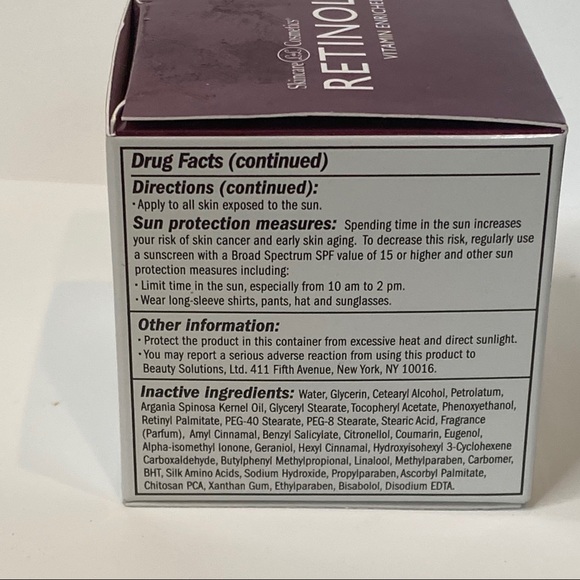 Skincare Cosmetics
RETINOL
VITAMIN ENRICHED
Drug Facts (continued)
Directions (continued):
• Apply to all skin exposed to the sun.
Sun protection measures: Spending time in the sun increases
your risk of skin cancer and early skin aging. To decrease this risk, regularly use
a sunscreen with a Broad Spectrum SPF value of 15 or higher and other sun
protection measures including:
• Limit time in the sun, especially from 10 am to 2 pm.
• Wear long-sleeve shirts, pants, hat and sunglasses.
Other information:
• Protect the product in this container from excessive heat and direct sunlight.
• You may report a serious adverse reaction from using this product to
Beauty Solutions, Ltd. 411 Fifth Avenue, New York, NY 10016.
Inactive ingredients: Water, Glycerin, Cetearyl Alcohol, Petrolatum,
Argania Spinosa Kernel Oil, Glyceryl Stearate, Tocopheryl Acetate, Phenoxyethanol,
Retinyl Palmitate, PEG-40 Stearate, PEG-8 Stearate, Stearic Acid, Fragrance
(Parfum), Amyl Cinnamal, Benzyl Salicylate, Citronellol, Coumarin, Eugenol,
Alpha-isomethyl Ionone, Geraniol, Hexyl Cinnamal, Hydroxyisohexyl 3-Cyclohexene
Carboxaldehyde, Butylphenyl Methylpropional, Linalool, Methylparaben, Carbomer,
BHT, Silk Amino Acids, Sodium Hydroxide, Propylparaben, Ascorbyl Palmitate,
Chitosan PCA, Xanthan Gum, Ethylparaben, Bisabolol, Disodium EDTA.